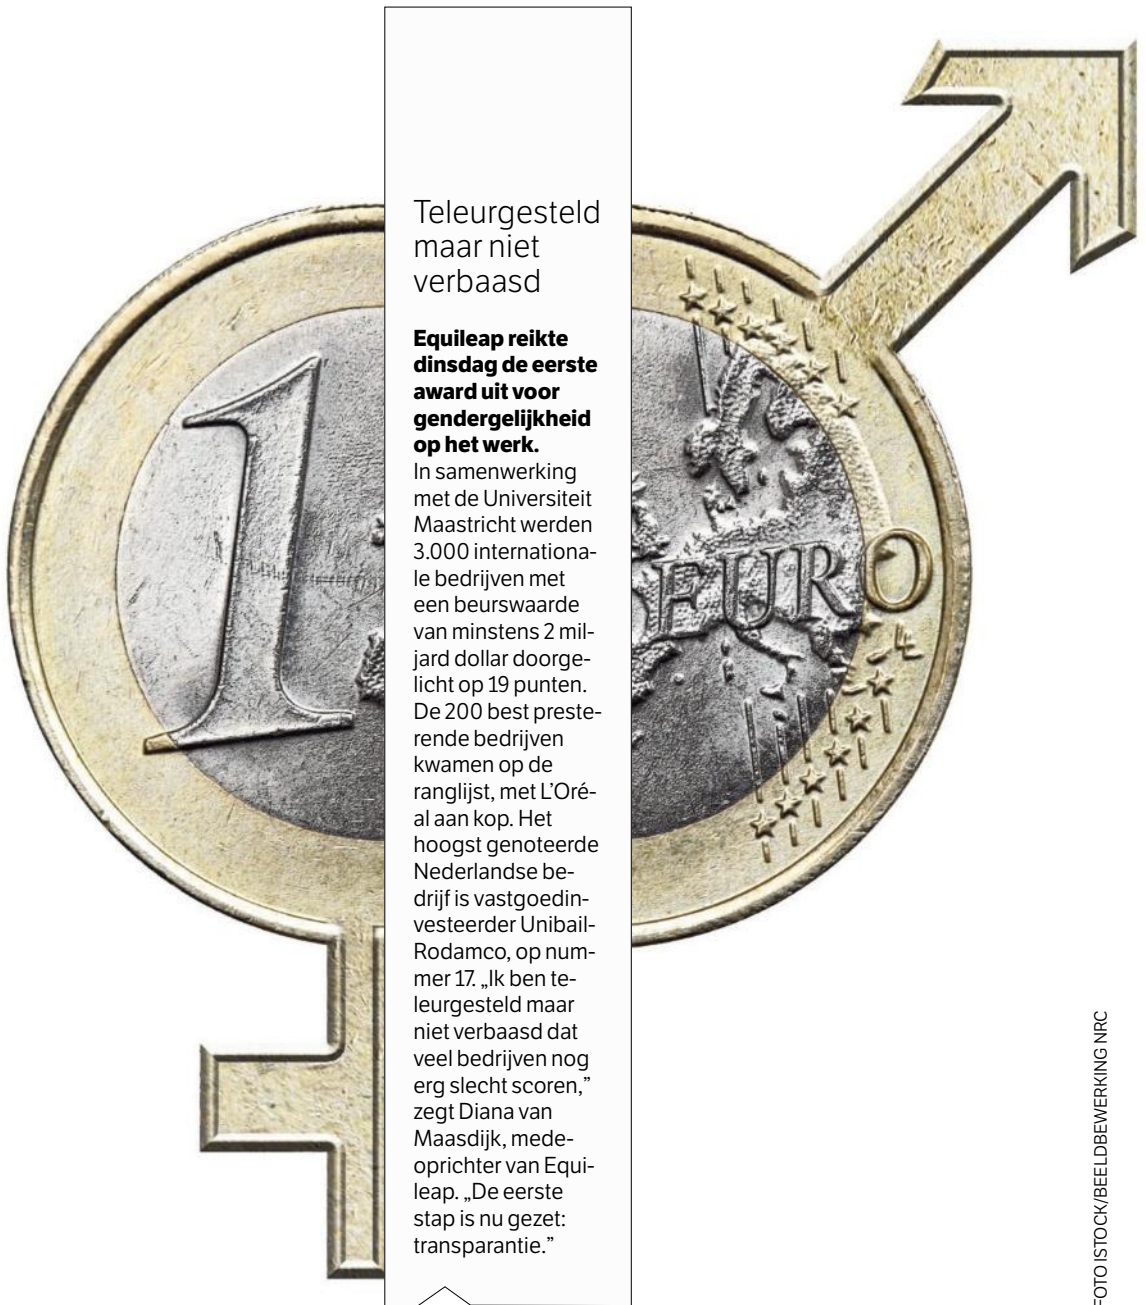 Teleurgesteld
maar niet
verbaasd
Equileap reikte
dinsdag de eerste
award uit voor
gendergelijkheid
op het werk.
In samenwerking
met de Universiteit
Maastricht werden
3.000 internationa-
le bedrijven met
een beurswaarde
van minstens 2 mil-
jard dollar doorge-
licht op 19 punten.
De 200 best preste-
rende bedrijven
kwamen op de
ranglijst, met L’Oré-
al aan kop. Het
hoogst genoteerde
Nederlandse be-
drijf is vastgoedin-
vesteerder Unibail-
Rodamco, op num-
mer 17. „Ik ben te-
leurgesteld maar
niet verbaasd dat
veel bedrijven nog
erg slecht scoren,”
zegt Diana van
Maasdijk, mede-
oprichter van Equi-
leap. „De eerste
stap is nu gezet:
transparantie.”
1
EURO
FOTO ISTOCK/BEELDBEWERKING NRC